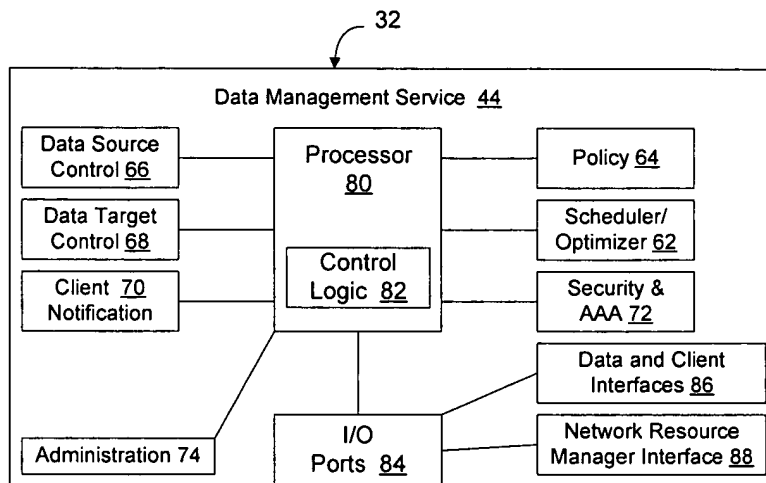 32
Data Management Service 44
Data Source
Control 66
Processor
80
Policy 64
Data Target
Control 68
Scheduler/
Optimizer 62
Control
Logic 82
Client 70
Notification
Security &
AAA 72
Data and Client
Interfaces 86
I/O
Ports 84
Administration 74
Network Resource
Manager Interface 88